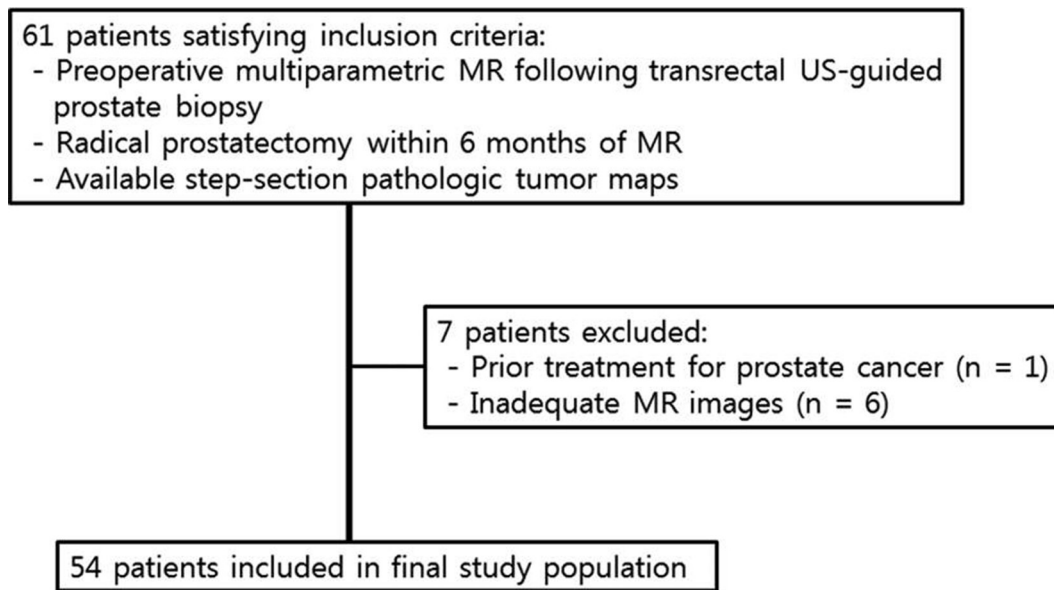 61 patients satisfying inclusion criteria:
- Preoperative multiparametric MR following transrectal US-guided
prostate biopsy
- Radical prostatectomy within 6 months of MR
- Available step-section pathologic tumor maps
7 patients excluded:
- Prior treatment for prostate cancer (n = 1)
- Inadequate MR images (n = 6)
54 patients included in final study population